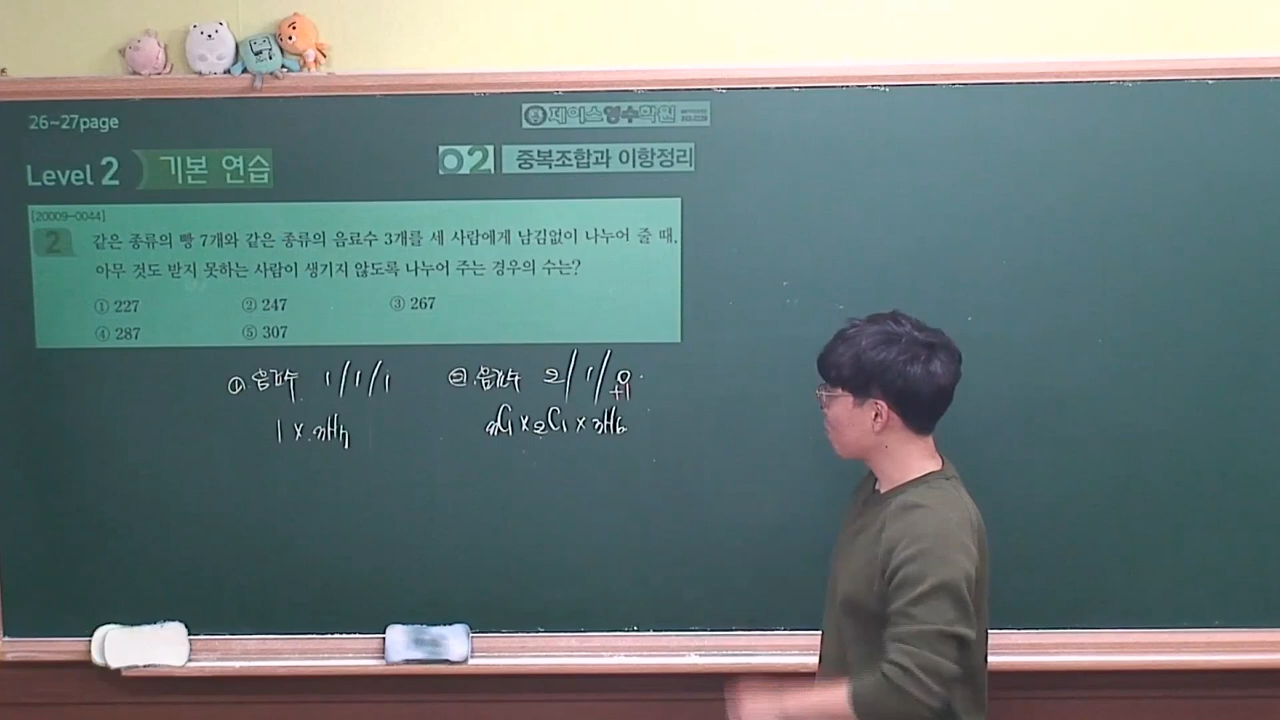 26~27page
제이스영수학원
Level 2 기본 연습
02 중복조합과 이항정리
[20009-0044]
2 같은 종류의 빵 7개와 같은 종류의 음료수 3개를 세 사람에게 남김없이 나누어 줄 때,
아무 것도 받지 못하는 사람이 생기지 않도록 나누어 주는 경우의 수는?
① 227 ② 247 ③ 267
④ 287 ⑤ 307
① 음료수 1/1/1
② 음료수 2/1/0
+1
1 × 3H7
3C1 × 2C1 × 3H6